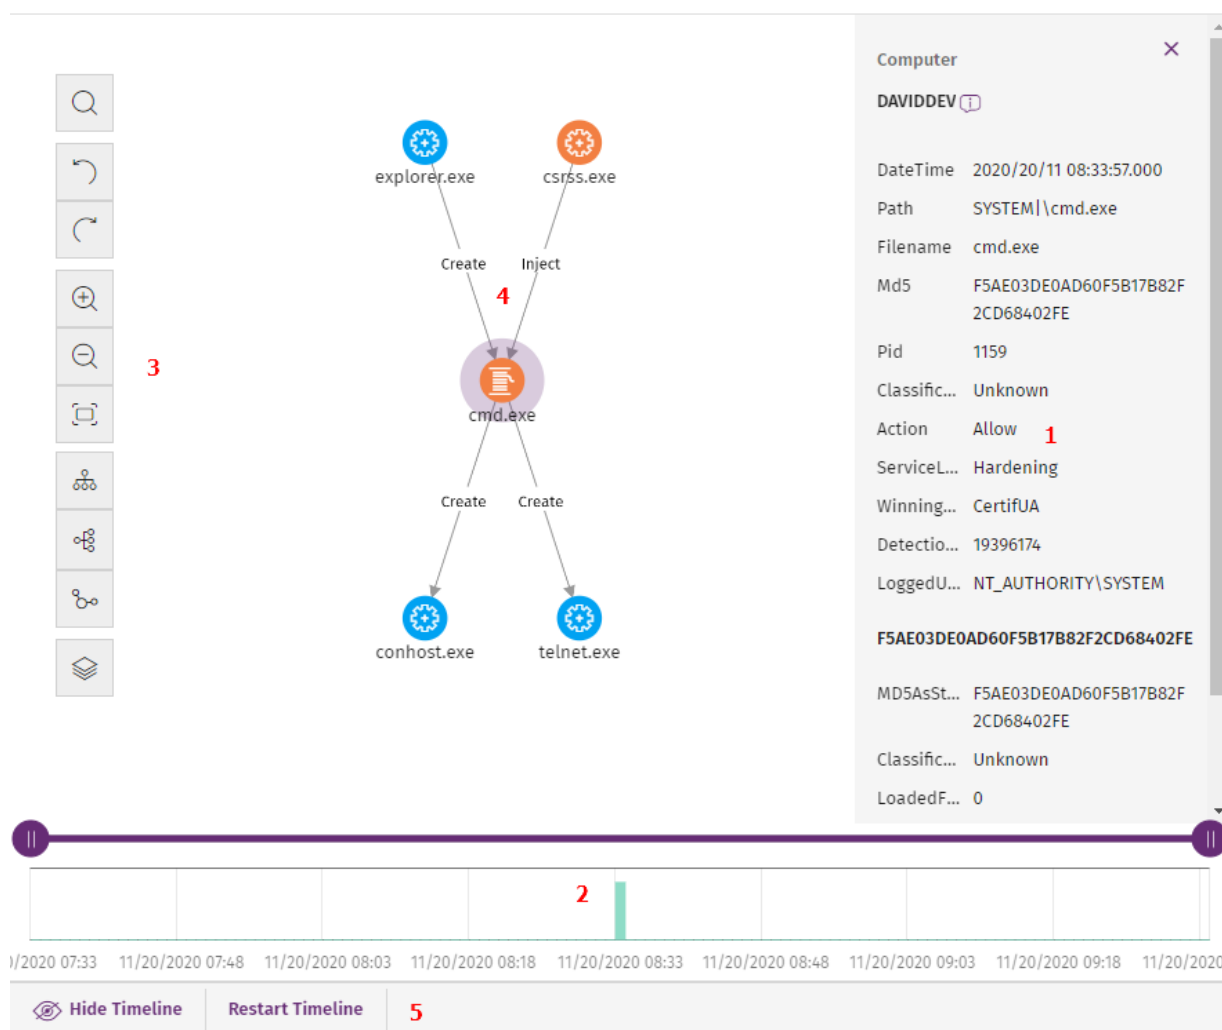 explorer.exe
csrss.exe
Create
Inject
4
cmd.exe
Create
Create
conhost.exe
telnet.exe
3
Computer
DAVIDDEV
DateTime 2020/20/11 08:33:57.000
Path SYSTEM|\cmd.exe
Filename cmd.exe
Md5 F5AE03DE0AD60F5B17B82F
2CD68402FE
Pid 1159
Classific... Unknown
Action Allow
1
ServiceL... Hardening
Winning... CertifUA
Detectio... 19396174
LoggedU... NT_AUTHORITY\SYSTEM
F5AE03DE0AD60F5B17B82F2CD68402FE
MD5AsSt... F5AE03DE0AD60F5B17B82F
2CD68402FE
Classific... Unknown
LoadedF... 0
2
0/2020 07:33 11/20/2020 07:48 11/20/2020 08:03 11/20/2020 08:18 11/20/2020 08:33 11/20/2020 08:48 11/20/2020 09:03 11/20/2020 09:18 11/20/2020
Hide Timeline Restart Timeline 5